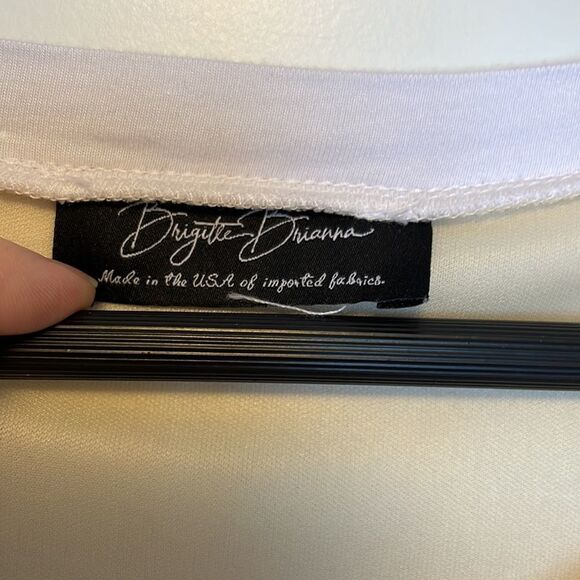 Brigitte Brianna
Made in the USA of imported fabrics.